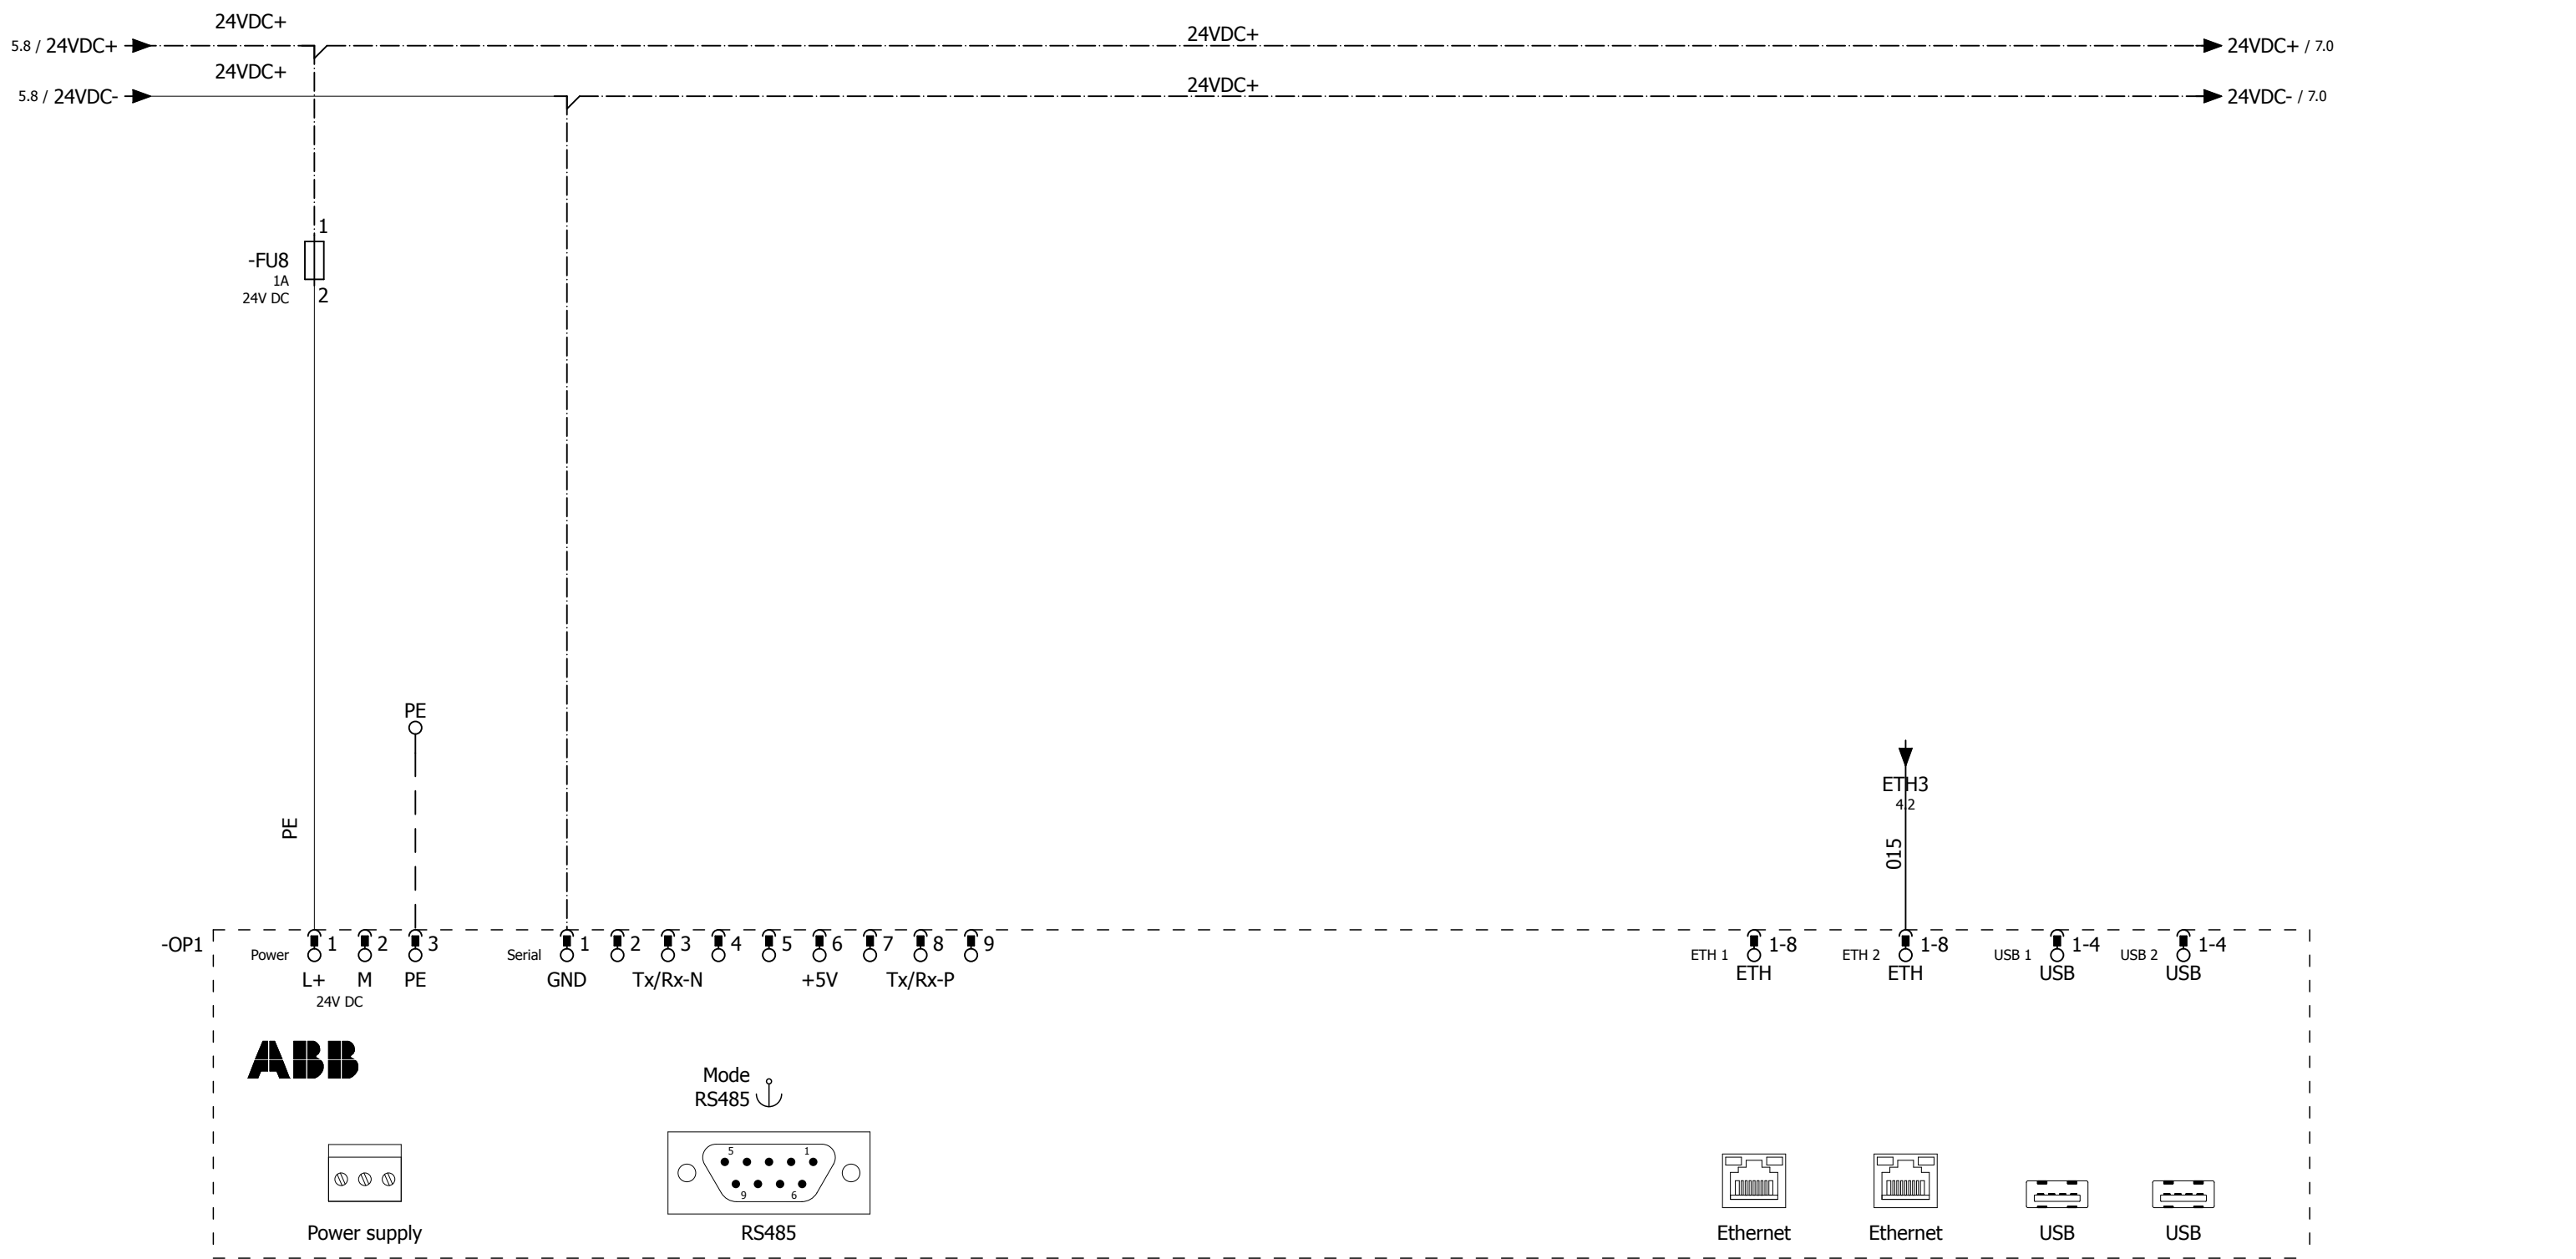 24VDC+
5.8 / 24VDC+
24VDC+
24VDC+ / 7.0
24VDC+
5.8 / 24VDC-
24VDC+
24VDC- / 7.0
1
-FU8
1A
24V DC
2
PE
PE
ETH3
4.2
015
-OP1
Power
1
2
3
Serial
1
2
3
4
5
6
7
8
9
ETH 1
1-8
ETH 2
1-8
USB 1
1-4
USB 2
1-4
L+
M
PE
GND
Tx/Rx-N
+5V
Tx/Rx-P
ETH
ETH
USB
USB
24V DC
ABB
Mode
RS485
5
1
9
6
Power supply
RS485
Ethernet
Ethernet
USB
USB